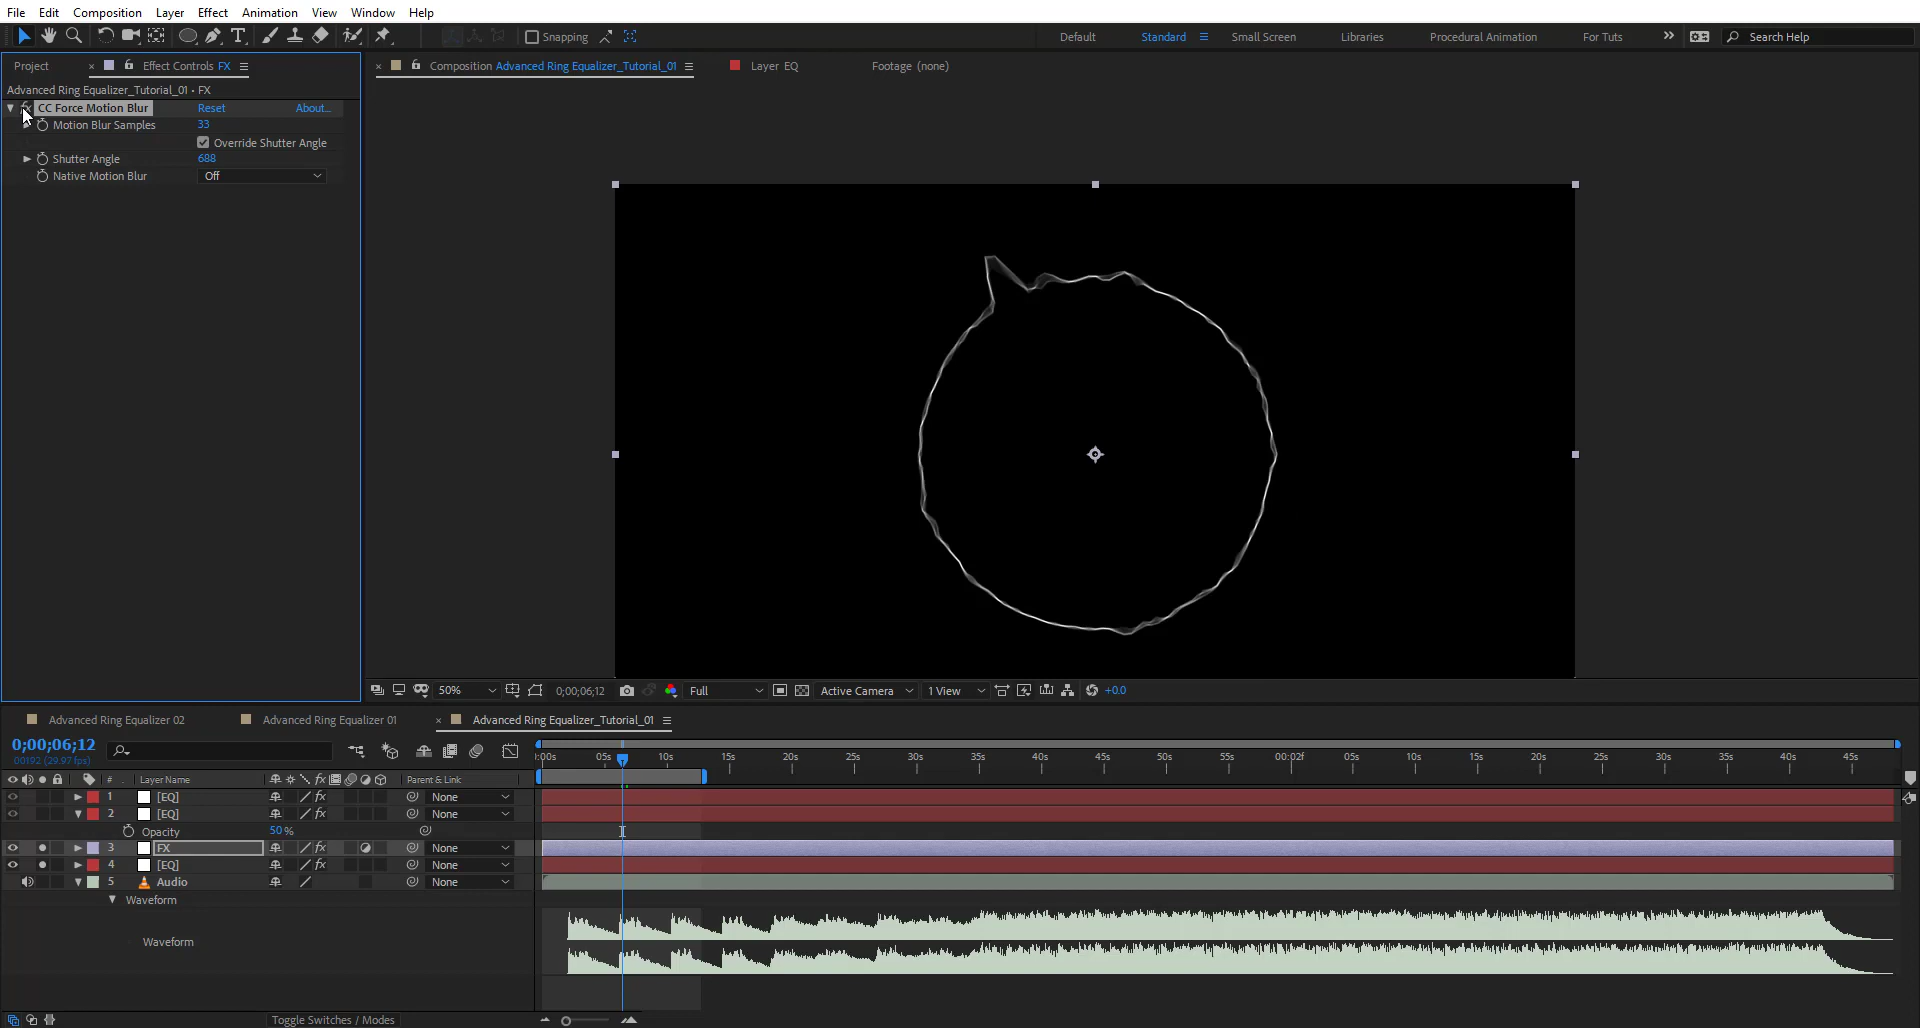 File Edit Composition Layer Effect Animation View Window Help
Snapping Default Standard Small Screen Libraries Procedural Animation For Tuts Search Help
Project Effect Controls FX Composition Advanced Ring Equalizer_Tutorial_01 Layer EQ Footage (none)
Advanced Ring Equalizer_Tutorial_01 • FX
fx CC Force Motion Blur Reset About...
Motion Blur Samples 33
Override Shutter Angle
Shutter Angle 688
Native Motion Blur Off
50% 0;00;06;12 Full Active Camera 1 View +0.0
Advanced Ring Equalizer 02 Advanced Ring Equalizer 01 Advanced Ring Equalizer_Tutorial_01
0;00;06;12
00192 (29.97 fps)
:00s 05s 10s 15s 20s 25s 30s 35s 40s 45s 50s 55s 00:02f 05s 10s 15s 20s 25s 30s 35s 40s 45s
# Layer Name fx Parent & Link
1 [EQ] fx None
2 [EQ] fx None
Opacity 50 %
3 FX fx None
4 [EQ] fx None
5 Audio None
Waveform
Waveform
Toggle Switches / Modes